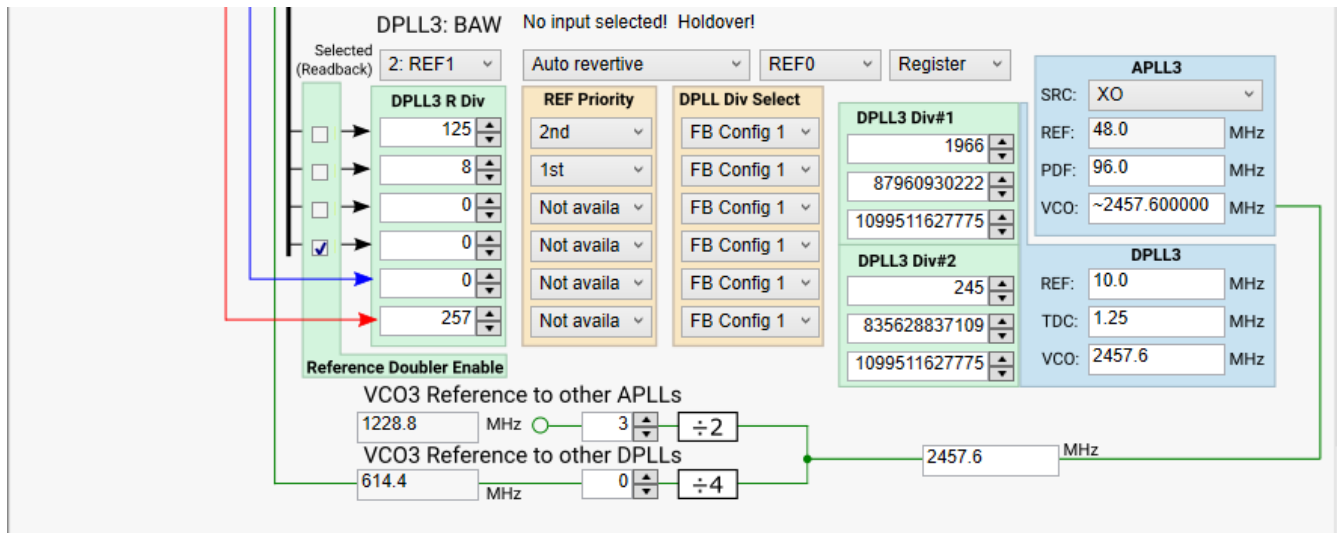 DPLL3: BAW No input selected! Holdover!
Selected
(Readback) 2: REF1 Auto revertive REF0 Register
APLL3
DPLL3 R Div REF Priority DPLL Div Select
SRC: XO
125 2nd FB Config 1
DPLL3 Div#1
REF: 48.0 MHz
1966
8 1st FB Config 1
PDF: 96.0 MHz
87960930222
0 Not availa FB Config 1
VCO: ~2457.600000 MHz
1099511627775
0 Not availa FB Config 1
DPLL3 Div#2
DPLL3
0 Not availa FB Config 1
245
REF: 10.0 MHz
257 Not availa FB Config 1
835628837109
TDC: 1.25 MHz
1099511627775
VCO: 2457.6 MHz
Reference Doubler Enable
VCO3 Reference to other APLLs
1228.8 MHz 3 ÷2
VCO3 Reference to other DPLLs
2457.6 MHz
614.4 MHz 0 ÷4